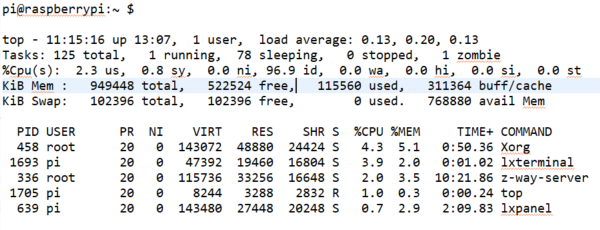 pi@raspberrypi:~ $
top - 11:15:16 up 13:07,  1 user,  load average: 0.13, 0.20, 0.13
Tasks: 125 total,   1 running,  78 sleeping,   0 stopped,   1 zombie
%Cpu(s):  2.3 us,  0.8 sy,  0.0 ni, 96.9 id,  0.0 wa,  0.0 hi,  0.0 si,  0.0 st
KiB Mem :   949448 total,   522524 free,   115560 used,   311364 buff/cache
KiB Swap:   102396 total,   102396 free,        0 used.   768880 avail Mem
  PID USER      PR  NI    VIRT    RES    SHR S  %CPU %MEM     TIME+ COMMAND
  458 root      20   0  143072  48880  24424 S   4.3  5.1   0:50.36 Xorg
 1693 pi        20   0   47392  19460  16804 S   3.9  2.0   0:01.02 lxterminal
  336 root      20   0  115736  33256  16648 S   2.0  3.5  10:21.86 z-way-server
 1705 pi        20   0    8244   3288   2832 R   1.0  0.3   0:00.24 top
  639 pi        20   0  143480  27448  20248 S   0.7  2.9   2:09.83 lxpanel